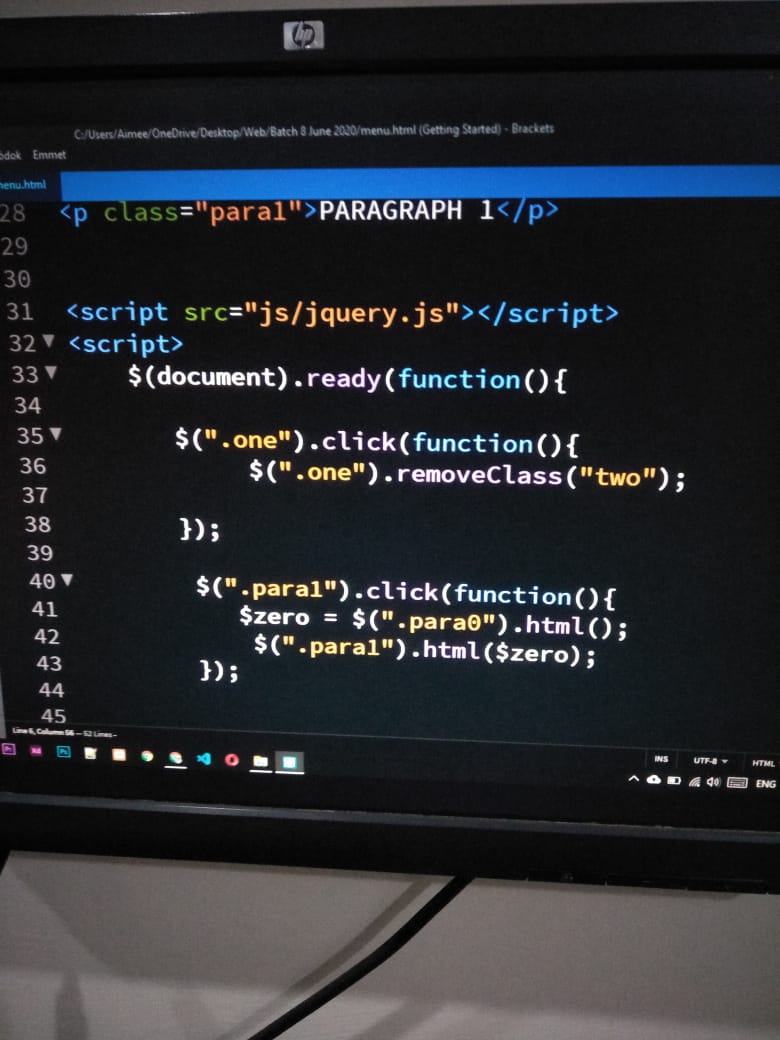 hp
C:/Users/Aimee/OneDrive/Desktop/Web/Batch 8 June 2020/menu.html (Getting Started) - Brackets
Emmet
menu.html
28 <p class="para1">PARAGRAPH 1</p>
29
30
31 <script src="js/jquery.js"></script>
32 <script>
33 $(document).ready(function(){
34
35 $(".one").click(function(){
36 $(".one").removeClass("two");
37
38 });
39
40 $(".para1").click(function(){
41 $zero = $(".para0").html();
42 $(".para1").html($zero);
43 });
44
45
Line 6, Column 56 — 52 Lines
INS UTF-8 HTML
Pr Xd Ps
ENG